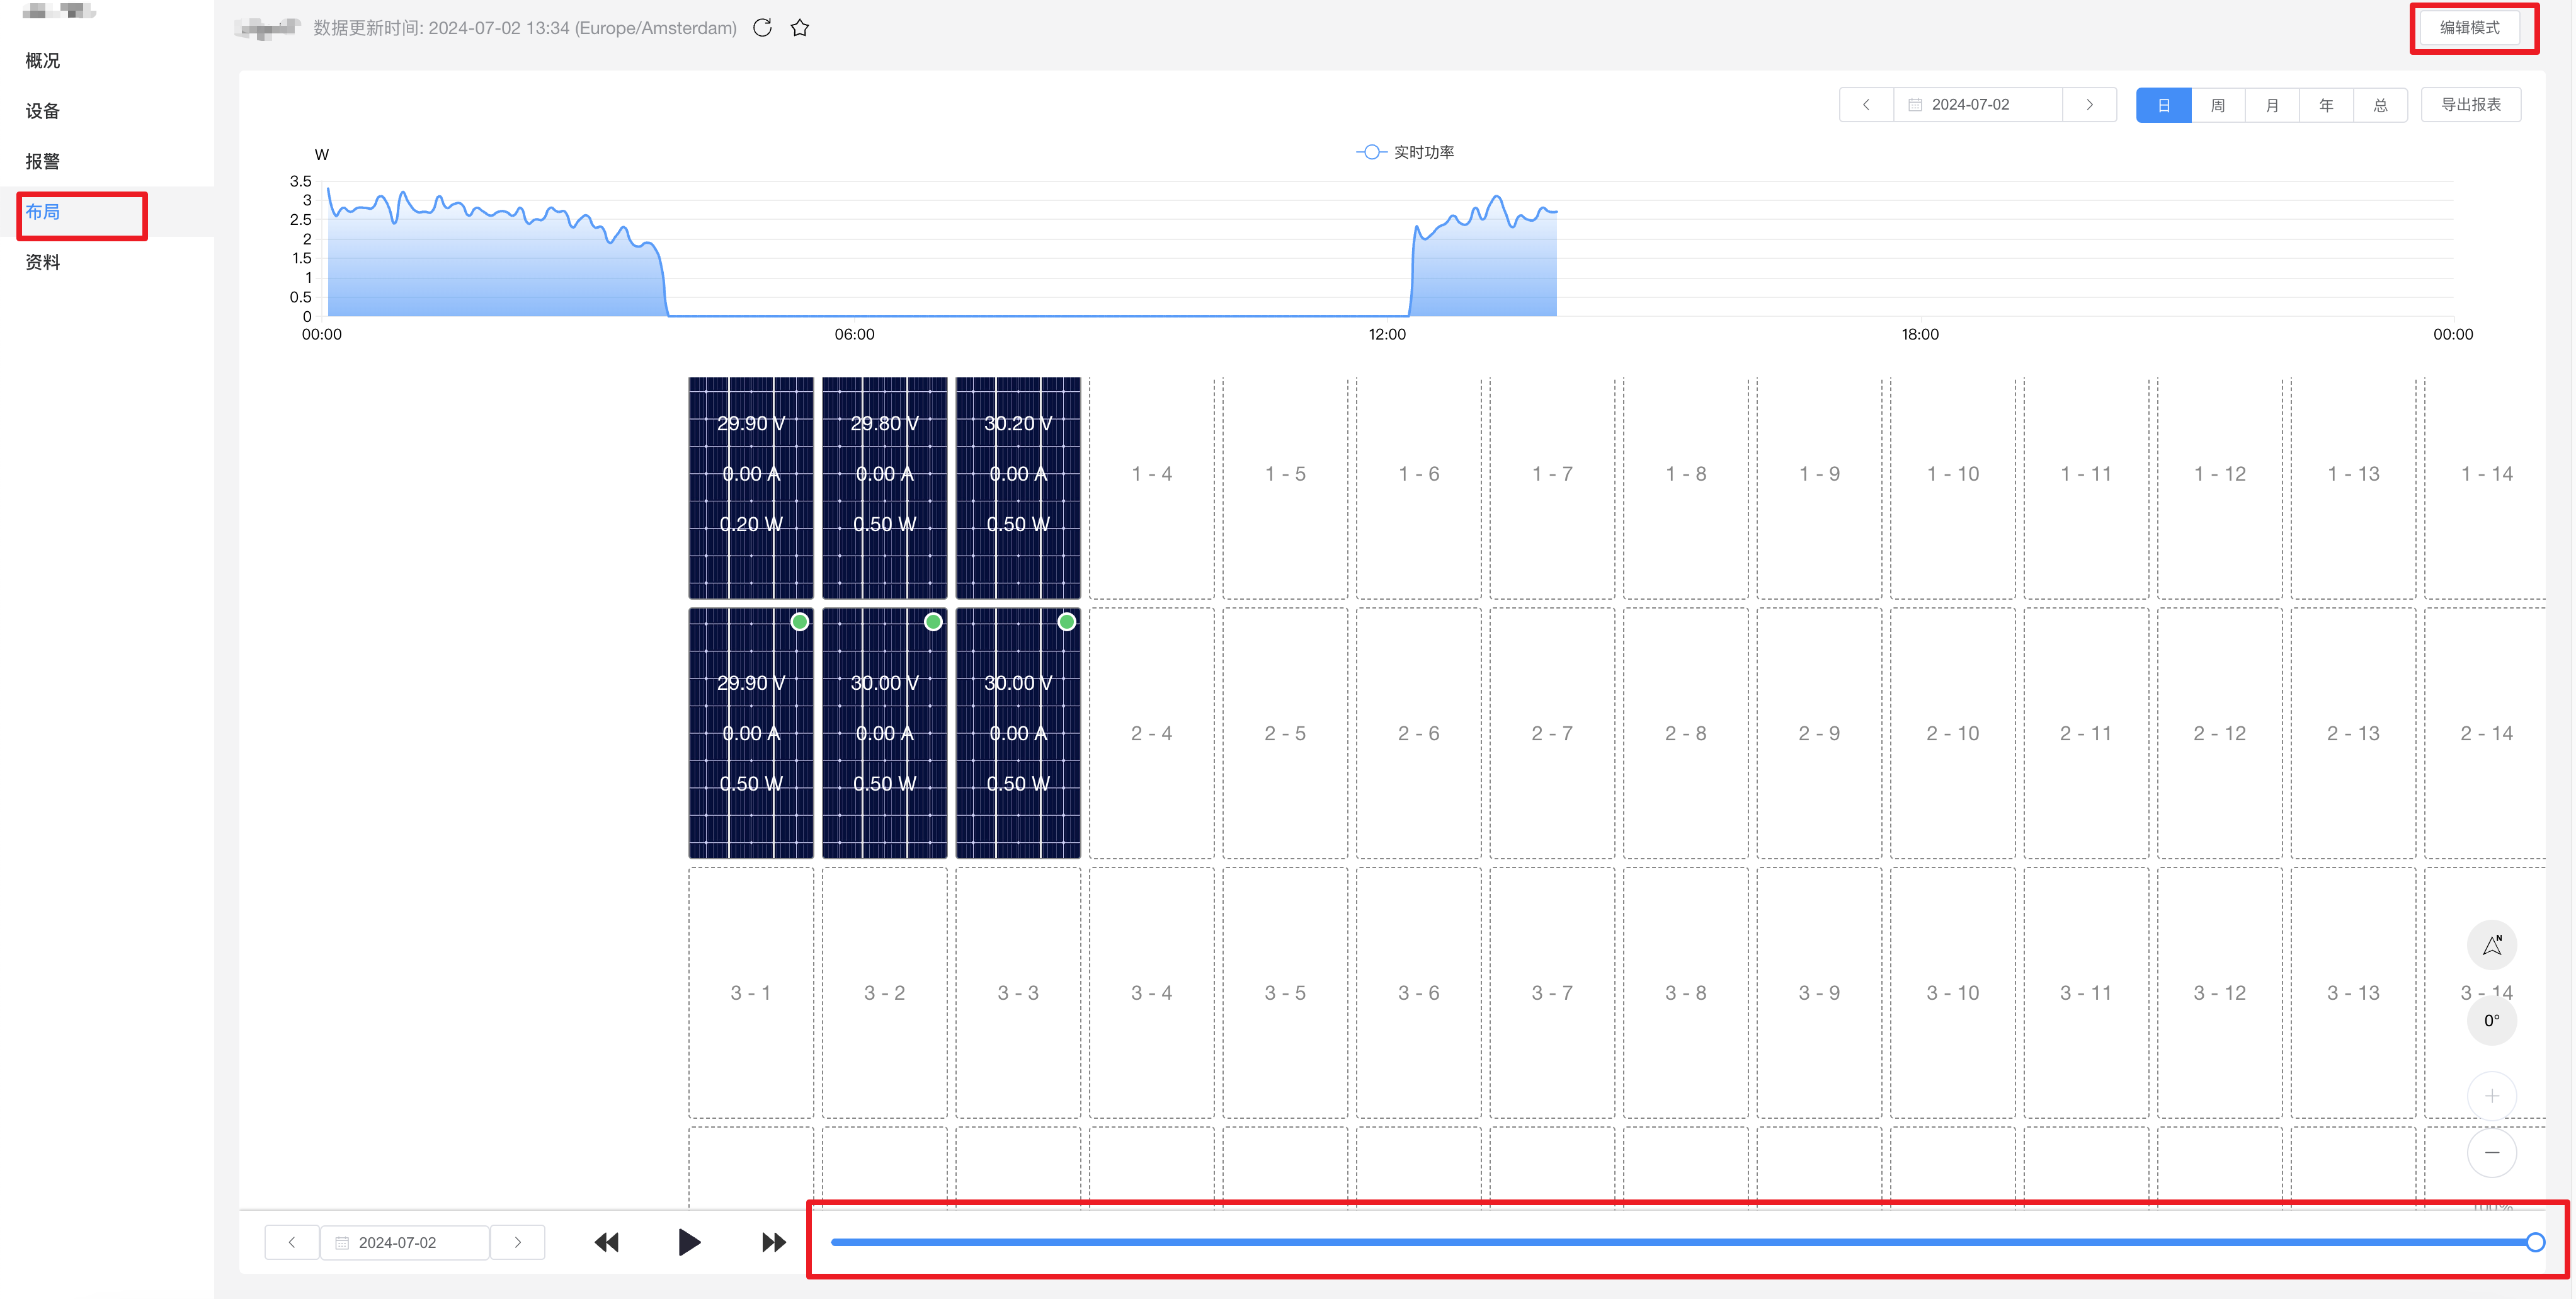 概况
设备
报警
布局
资料
数据更新时间: 2024-07-02 13:34 (Europe/Amsterdam)
编辑模式
2024-07-02
日 周 月 年 总
导出报表
W
实时功率
3.5
3
2.5
2
1.5
1
0.5
0
00:00 06:00 12:00 18:00 00:00
29.90 V 29.80 V 30.20 V
0.00 A 0.00 A 0.00 A
0.20 W 0.50 W 0.50 W
1 - 4 1 - 5 1 - 6 1 - 7 1 - 8 1 - 9 1 - 10 1 - 11 1 - 12 1 - 13 1 - 14
29.90 V 30.00 V 30.00 V
0.00 A 0.00 A 0.00 A
0.50 W 0.50 W 0.50 W
2 - 4 2 - 5 2 - 6 2 - 7 2 - 8 2 - 9 2 - 10 2 - 11 2 - 12 2 - 13 2 - 14
N
3 - 1 3 - 2 3 - 3 3 - 4 3 - 5 3 - 6 3 - 7 3 - 8 3 - 9 3 - 10 3 - 11 3 - 12 3 - 13 3 - 14
0°
2024-07-02